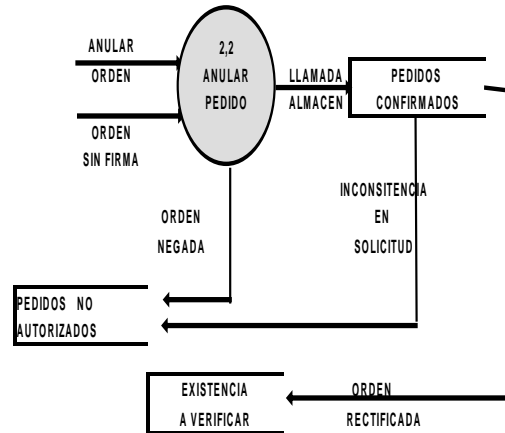 ANULAR
ORDEN
ORDEN
SIN FIRMA
2,2
ANULAR
PEDIDO
LLAMADA
ALMACEN
PEDIDOS
CONFIRMADOS
ORDEN
NEGADA
INCONSITENCIA
EN
SOLICITUD
PEDIDOS NO
AUTORIZADOS
EXISTENCIA
A VERIFICAR
ORDEN
RECTIFICADA